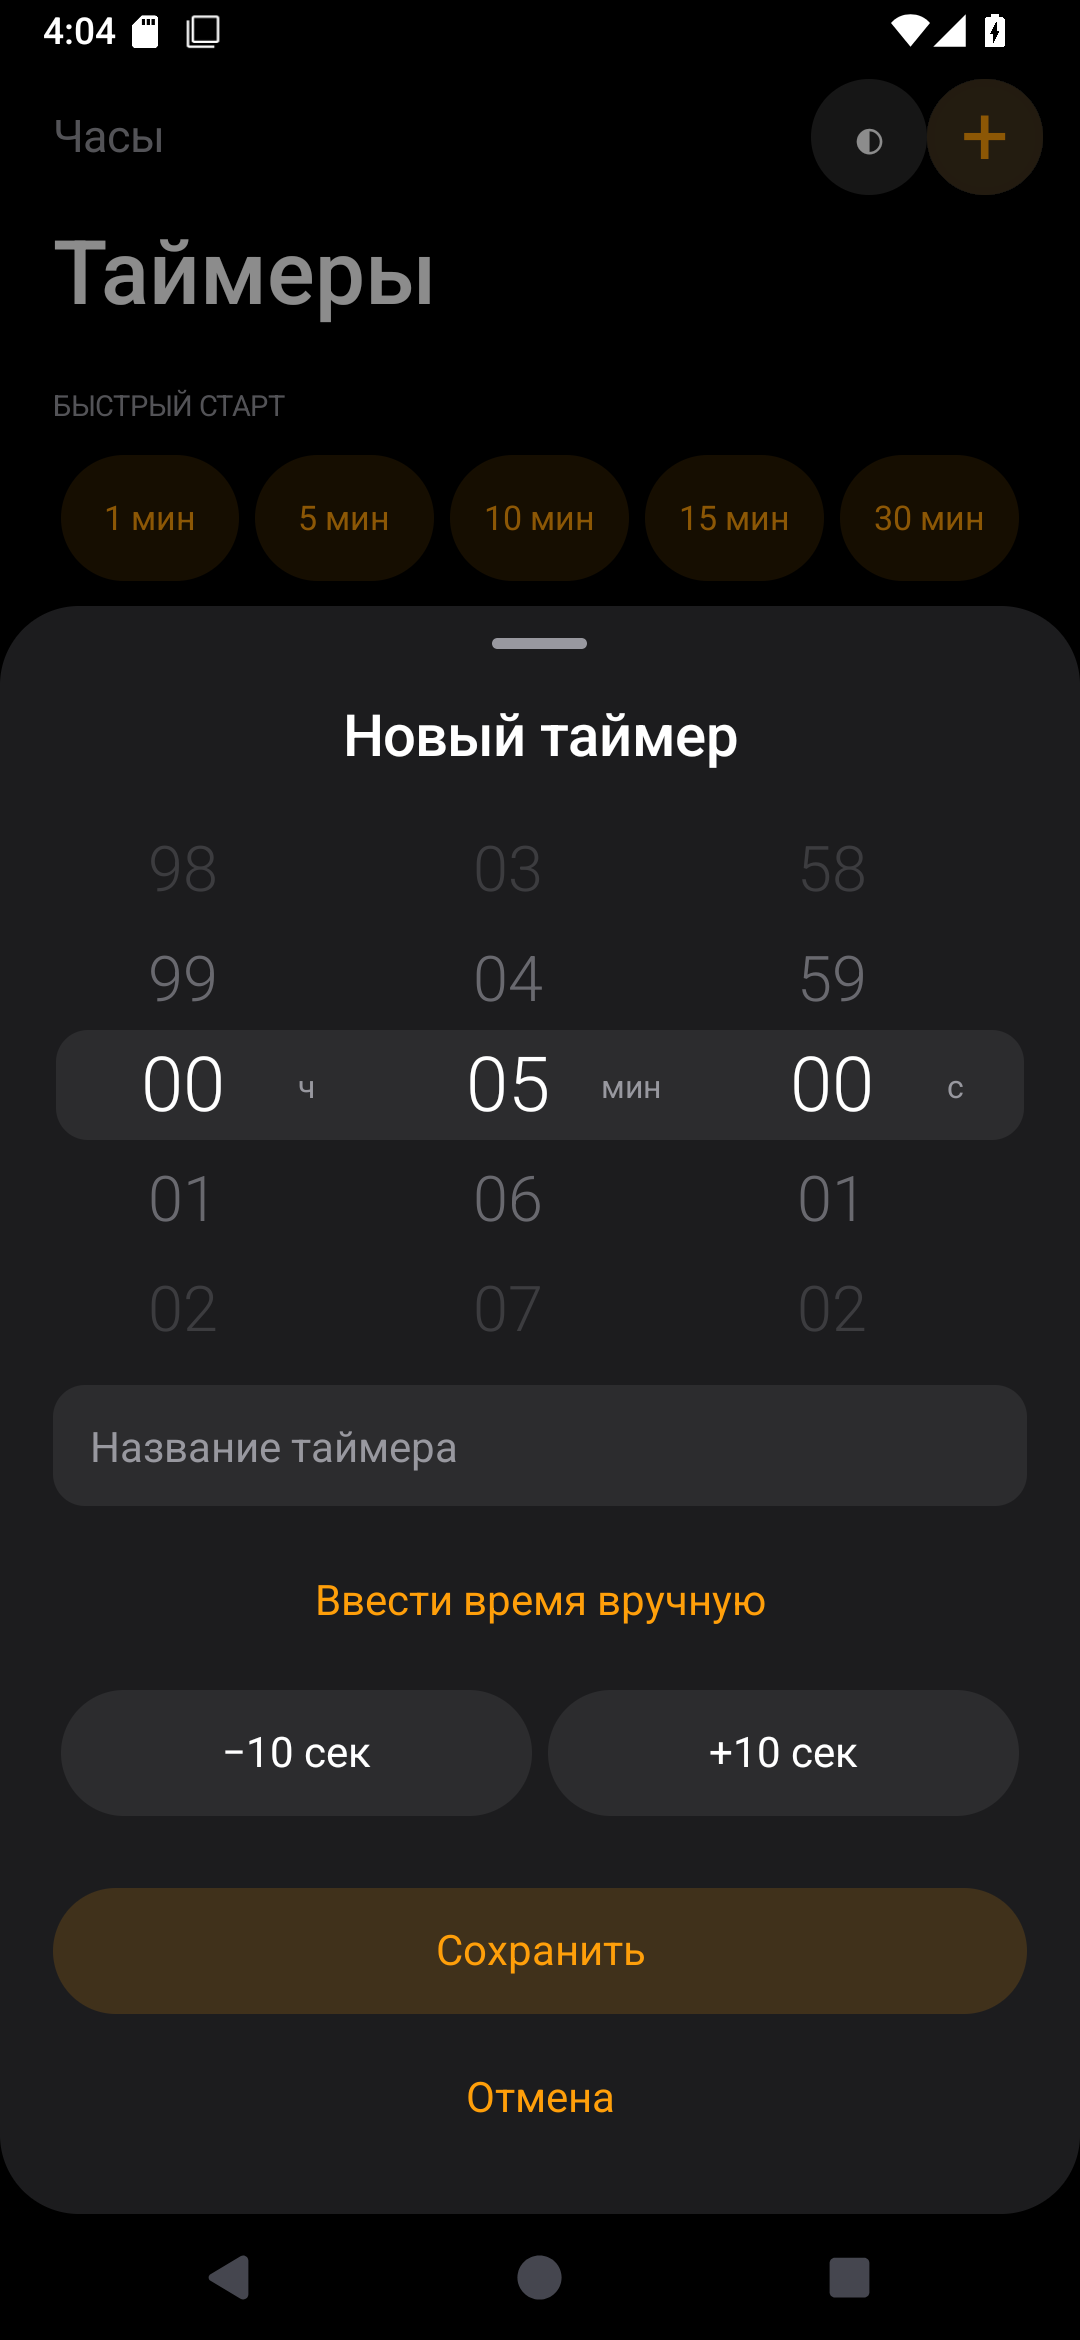 4:04
Часы
Таймеры
БЫСТРЫЙ СТАРТ
1 мин 5 мин 10 мин 15 мин 30 мин
Новый таймер
98 03 58
99 04 59
00 ч 05 мин 00 с
01 06 01
02 07 02
Название таймера
Ввести время вручную
−10 сек +10 сек
Сохранить
Отмена